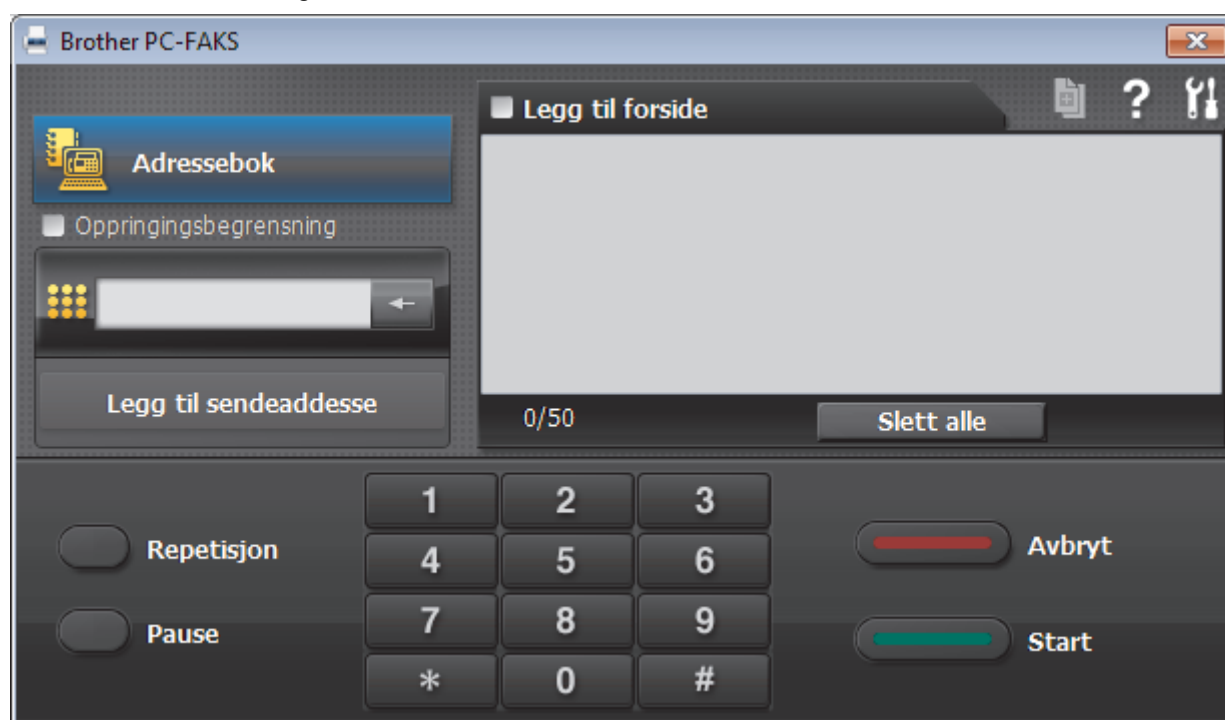 Brother PC-FAKS
Legg til forside
?
Adressebok
Oppringingsbegrensning
Legg til sendeaddesse
0/50
Slett alle
1 2 3
4 5 6
7 8 9
* 0 #
Repetisjon
Pause
Avbryt
Start